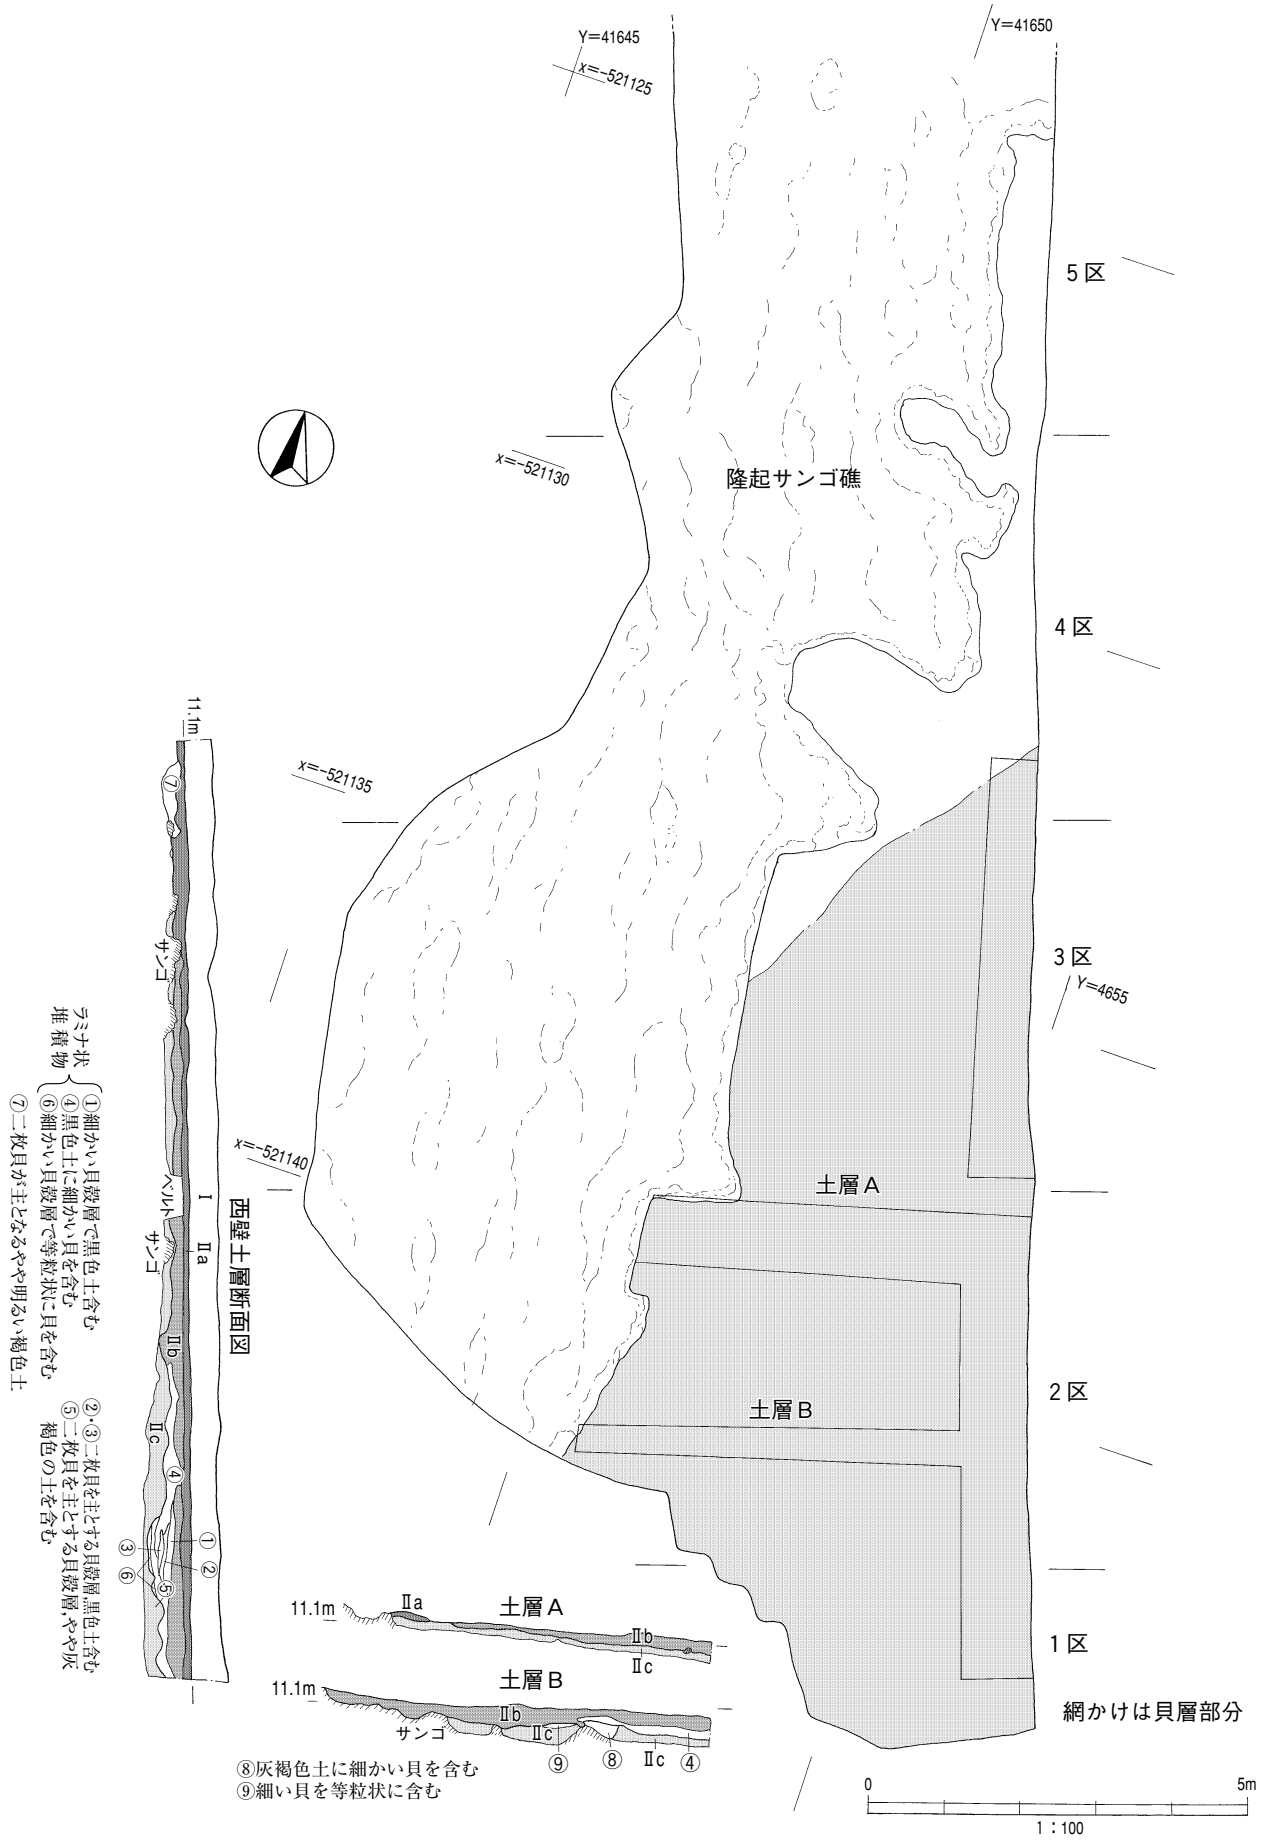 Y=41645
x=-521125
Y=41650
5区
x=-521130
隆起サンゴ礁
4区
x=-521135
3区
Y=4655
x=-521140
土層A
2区
土層B
1区
網かけは貝層部分
西壁土層断面図
11.1m
⑦
サンゴ
ベルト
サンゴ
Ⅰ
Ⅱa
Ⅱb
Ⅱc
④
①
②
③
⑥
⑤
ラミナ状
堆積物
①細かい貝殻層で黒色土含む
④黒色土に細かい貝を含む
⑥細かい貝殻層で等粒状に貝を含む
⑦二枚貝が主となるやや明るい褐色土
②・③二枚貝を主とする貝殻層,黒色土含む
⑤二枚貝を主とする貝殻層,やや灰
褐色の土を含む
土層A
11.1m
Ⅱa
Ⅱb
Ⅱc
土層B
11.1m
Ⅱb
サンゴ
Ⅱc
⑨
⑧
Ⅱc
④
⑧灰褐色土に細かい貝を含む
⑨細い貝を等粒状に含む
0
5m
1：100